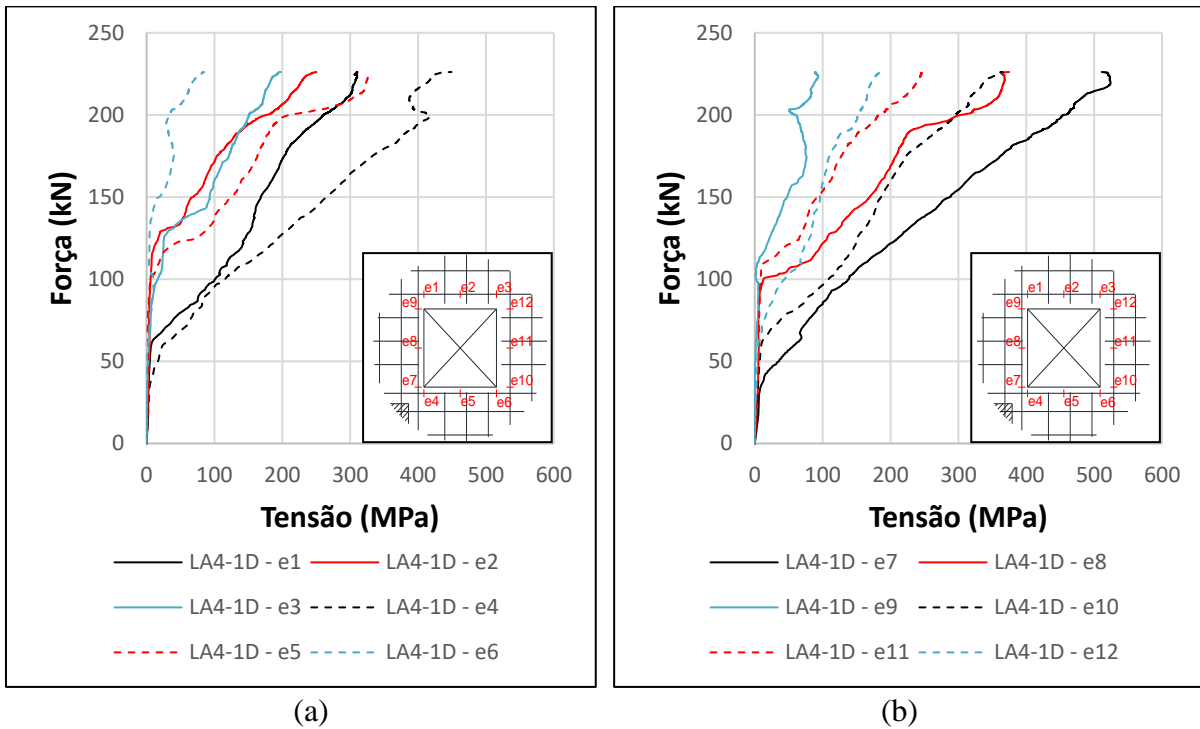 250
200
150
100
50
0
Força (kN)
0 100 200 300 400 500 600
Tensão (MPa)
e1 e2 e3
e9 e12
e8 e11
e7 e10
e4 e5 e6
LA4-1D - e1 LA4-1D - e2
LA4-1D - e3 LA4-1D - e4
LA4-1D - e5 LA4-1D - e6
(a)
250
200
150
100
50
0
Força (kN)
0 100 200 300 400 500 600
Tensão (MPa)
e1 e2 e3
e9 e12
e8 e11
e7 e10
e4 e5 e6
LA4-1D - e7 LA4-1D - e8
LA4-1D - e9 LA4-1D - e10
LA4-1D - e11 LA4-1D - e12
(b)